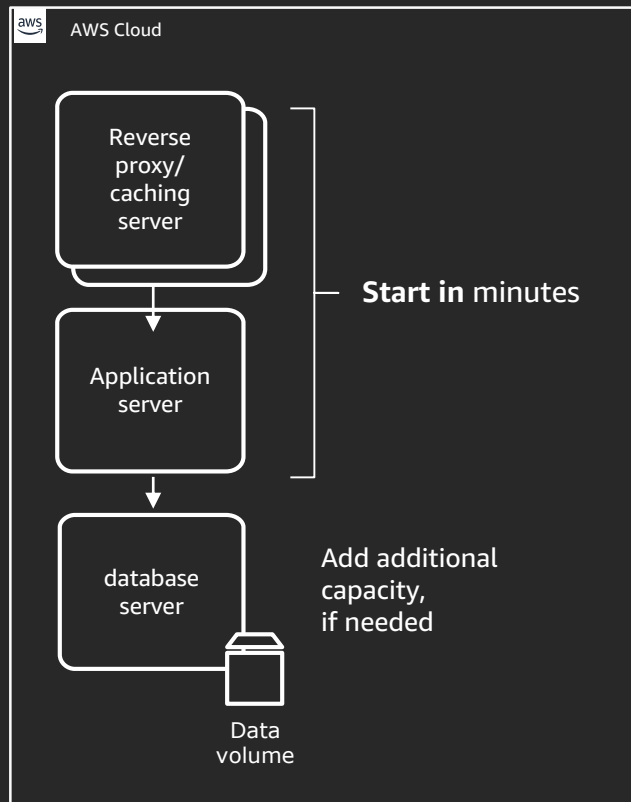 aws
AWS Cloud
Reverse
proxy/
caching
server
Start in minutes
Application
server
database
server
Add additional
capacity,
if needed
Data
volume